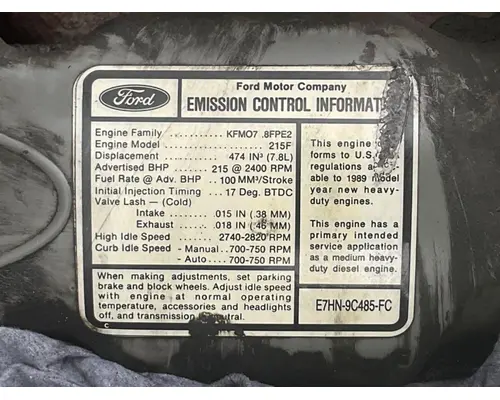 Ford
Ford Motor Company
EMISSION CONTROL INFORMAT
Engine Family ........ KFM07 .8FPE2
Engine Model ........ 215F
Displacement ........ 474 IN³ (7.8L)
Advertised BHP ..... 215 @ 2400 RPM
Fuel Rate @ Adv. BHP .. 100 MM³/Stroke
Initial Injection Timing ... 17 Deg. BTDC
Valve Lash — (Cold)
Intake ..... .015 IN (.38 MM)
Exhaust ..... .018 IN (.46 MM)
High Idle Speed ..... 2740-2820 RPM
Curb Idle Speed - Manual .. 700-750 RPM
- Auto .... 700-750 RPM
When making adjustments, set parking
brake and block wheels. Adjust idle speed
with engine at normal operating
temperature, accessories and headlights
off, and transmission in neutral.
This engine
forms to U.S.
regulations
able to 1989 model
year new heavy-
duty engines.
This engine has a
primary intended
service application
as a medium heavy-
duty diesel engine.
E7HN-9C485-FC
C